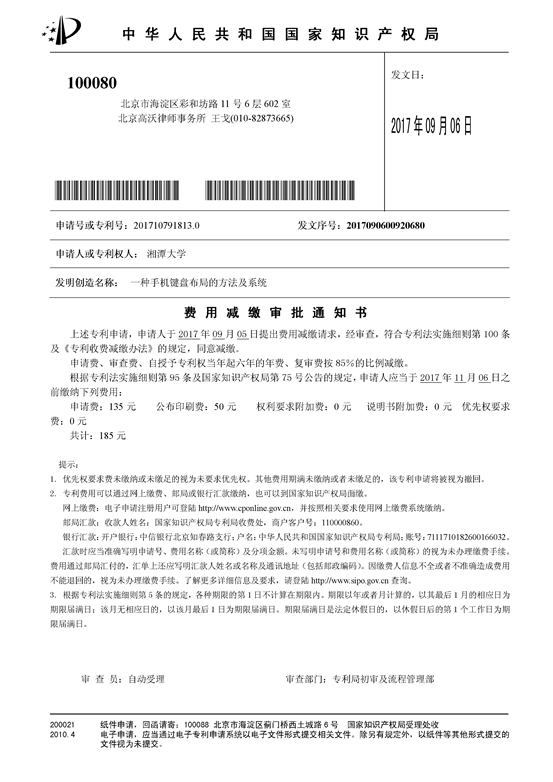 中华人民共和国国家知识产权局
100080
发文日：
北京市海淀区彩和坊路 11 号 6 层 602 室
北京高沃律师事务所 王戈(010-82873665)
2017 年 09 月 06 日
申请号或专利号：201710791813.0
发文序号：2017090600920680
申请人或专利权人： 湘潭大学
发明创造名称： 一种手机键盘布局的方法及系统
费 用 减 缴 审 批 通 知 书
上述专利申请，申请人于 2017 年 09 月 05 日提出费用减缴请求，经审查，符合专利法实施细则第 100 条
及《专利收费减缴办法》的规定，同意减缴。
申请费、审查费、自授予专利权当年起六年的年费、复审费按 85%的比例减缴。
根据专利法实施细则第 95 条及国家知识产权局第 75 号公告的规定，申请人应当于 2017 年 11 月 06 日之
前缴纳下列费用：
申请费：135 元 公布印刷费：50 元 权利要求附加费：0 元 说明书附加费：0 元 优先权要求
费：0 元
共计：185 元
提示：
1. 优先权要求费未缴纳或未缴足的视为未要求优先权。其他费用期满未缴纳或者未缴足的，该专利申请将被视为撤回。
2. 专利费用可以通过网上缴费、邮局或银行汇款缴纳，也可以到国家知识产权局面缴。
网上缴费：电子申请注册用户可登陆 http://www.cponline.gov.cn，并按照相关要求使用网上缴费系统缴纳。
邮局汇款：收款人姓名：国家知识产权局专利局收费处，商户客户号：110000860。
银行汇款：开户银行：中信银行北京知春路支行；户名：中华人民共和国国家知识产权局专利局；账号：7111710182600166032。
汇款时应当准确写明申请号、费用名称（或简称）及分项金额。未写明申请号和费用名称（或简称）的视为未办理缴费手续。
费用通过邮局汇付的，汇单上还应写明汇款人姓名或名称及通讯地址（包括邮政编码）。因缴费人信息不全或者不准确造成费用
不能退回的，视为未办理缴费手续。了解更多详细信息及要求，请登陆 http://www.sipo.gov.cn 查询。
3. 根据专利法实施细则第 5 条的规定，各种期限的第 1 日不计算在期限内。期限以年或者月计算的，以其最后 1 月的相应日为
期限届满日；该月无相应日的，以该月最后 1 日为期限届满日。期限届满日是法定休假日的，以休假日后的第 1 个工作日为期
限届满日。
审 查 员：自动受理
审查部门：专利局初审及流程管理部
200021 纸件申请，回函请寄：100088 北京市海淀区蓟门桥西土城路 6 号 国家知识产权局受理处收
2010.4 电子申请，应当通过电子专利申请系统以电子文件形式提交相关文件。除另有规定外，以纸件等其他形式提交的
文件视为未提交。